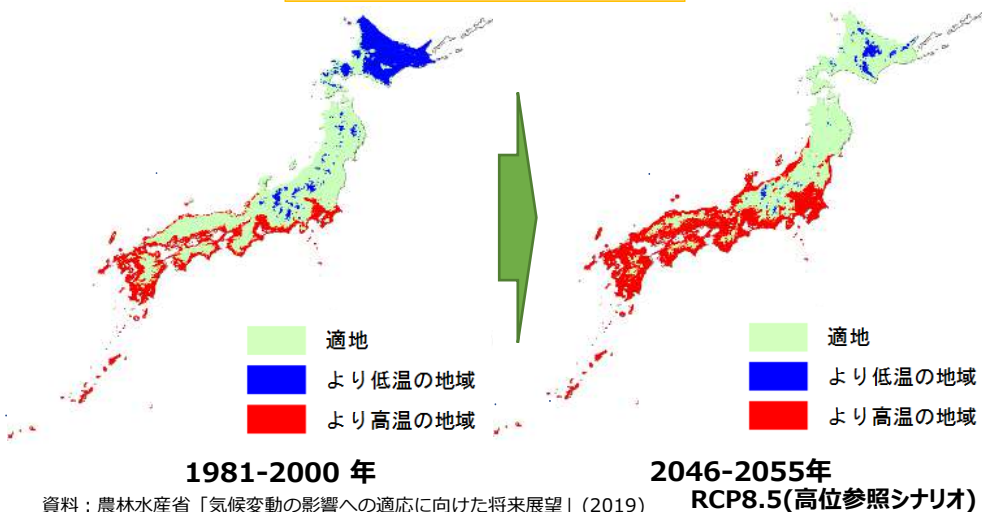 適地
より低温の地域
より高温の地域
1981-2000 年
適地
より低温の地域
より高温の地域
2046-2055年
RCP8.5(高位参照シナリオ)
資料：農林水産省「気候変動の影響への適応に向けた将来展望」(2019)